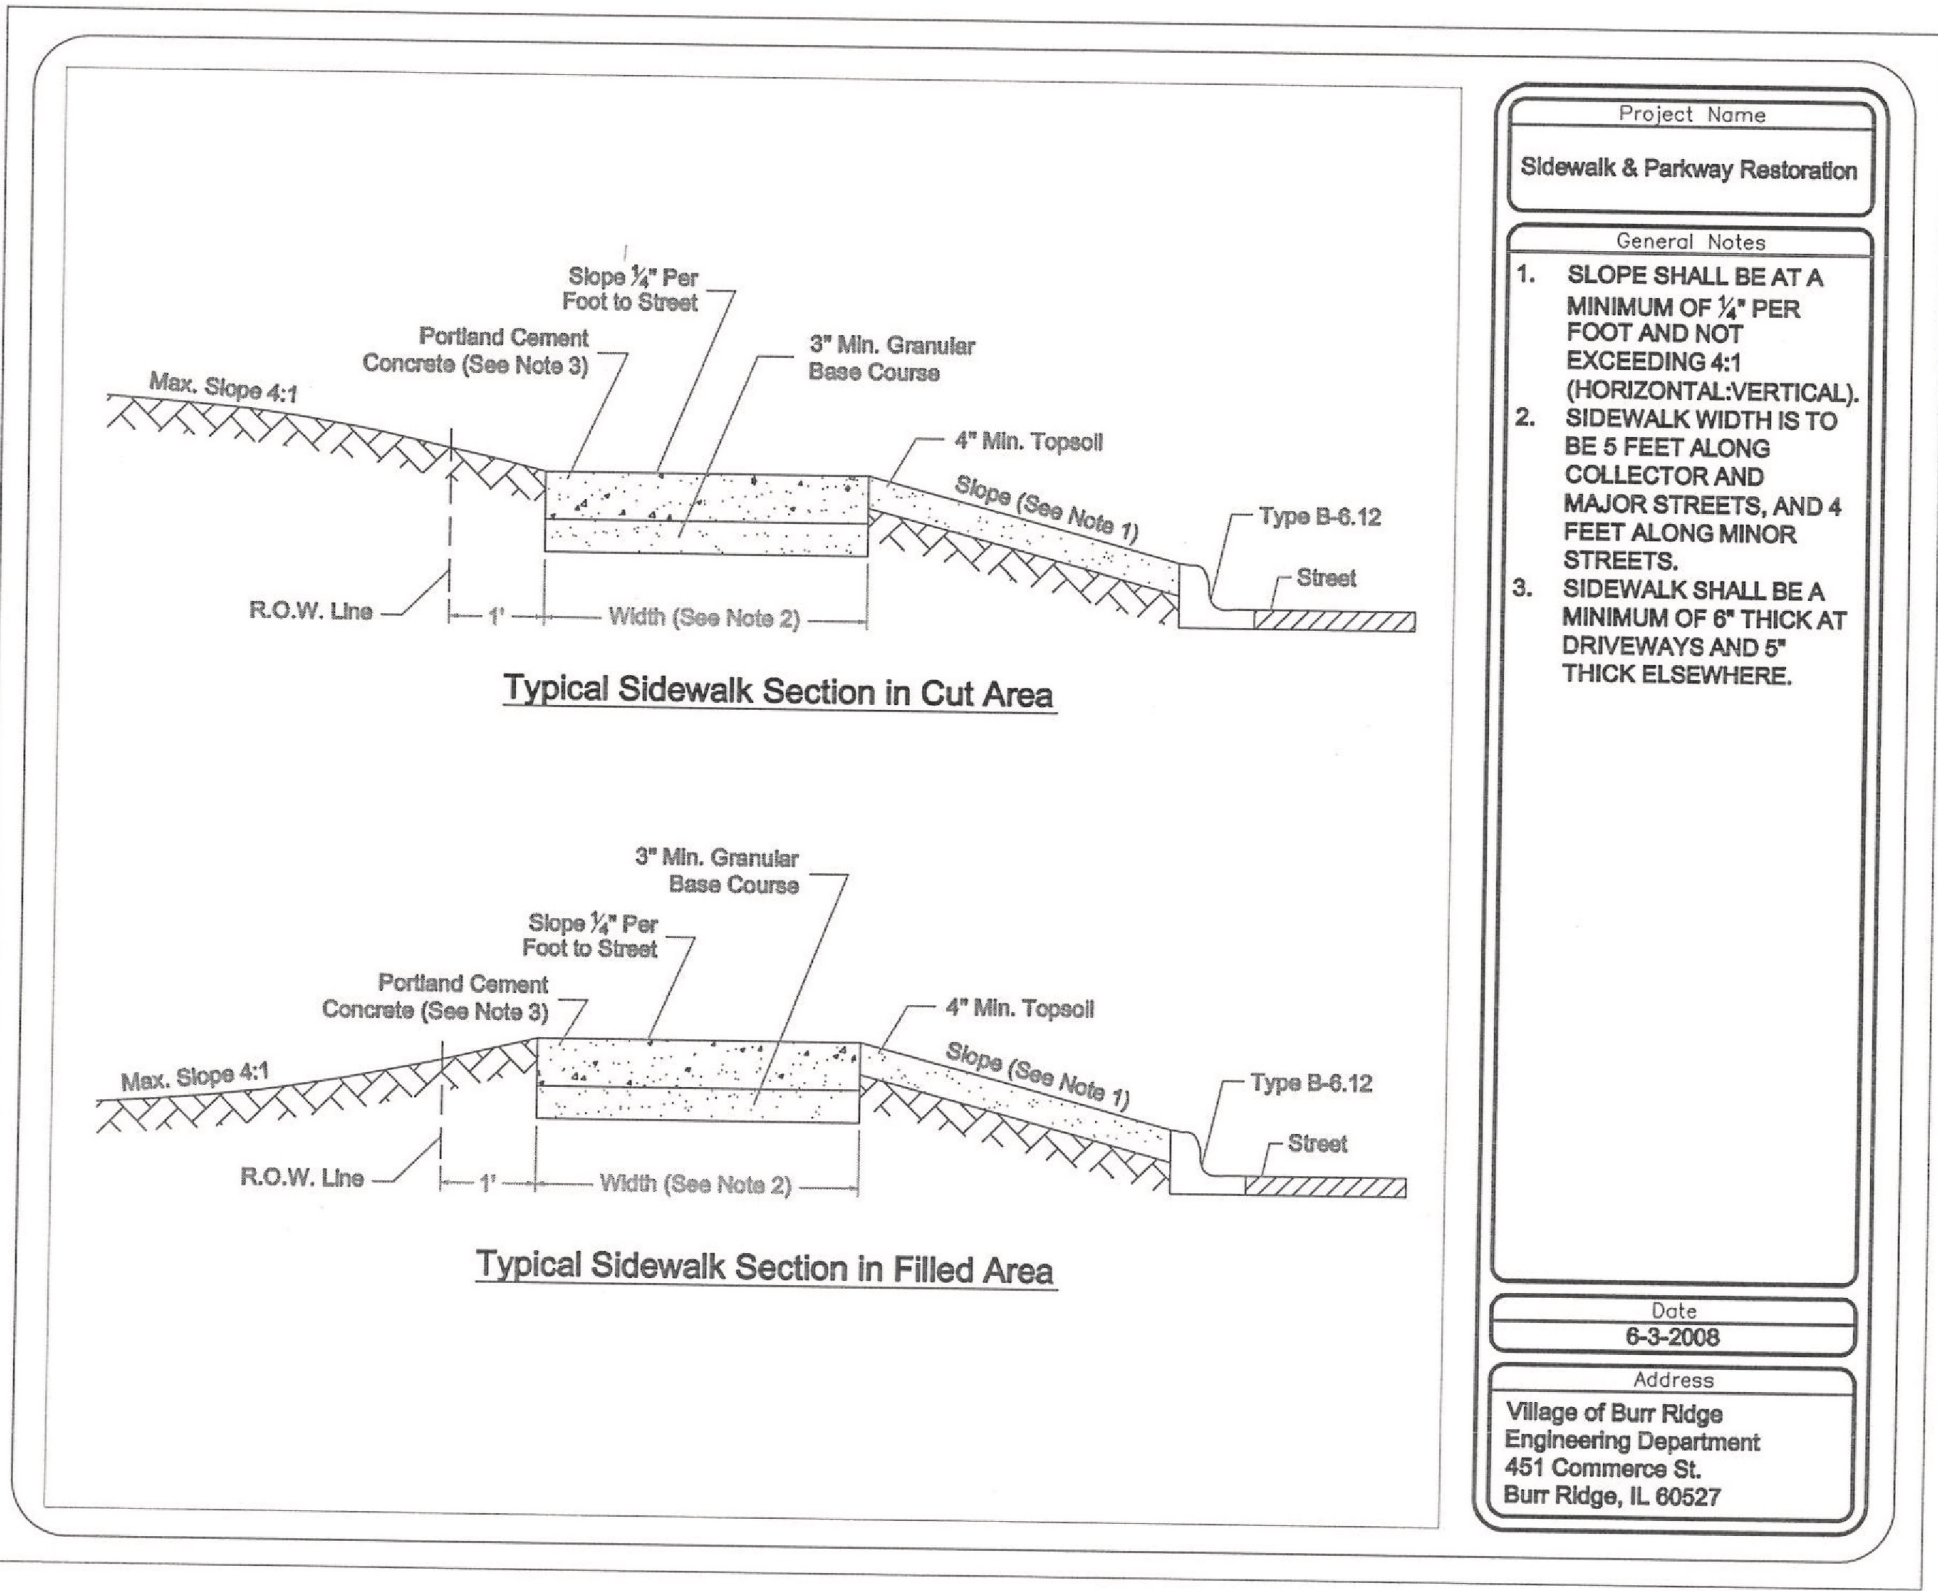 Slope ¼" Per
Foot to Street
Portland Cement
Concrete (See Note 3)
3" Min. Granular
Base Course
Max. Slope 4:1
4" Min. Topsoil
Slope (See Note 1)
Type B-6.12
Street
R.O.W. Line
1'
Width (See Note 2)
Typical Sidewalk Section in Cut Area
3" Min. Granular
Base Course
Slope ¼" Per
Foot to Street
Portland Cement
Concrete (See Note 3)
4" Min. Topsoil
Max. Slope 4:1
Slope (See Note 1)
Type B-6.12
Street
R.O.W. Line
1'
Width (See Note 2)
Typical Sidewalk Section in Filled Area
Project Name
Sidewalk & Parkway Restoration
General Notes
1. SLOPE SHALL BE AT A
MINIMUM OF ¼" PER
FOOT AND NOT
EXCEEDING 4:1
(HORIZONTAL:VERTICAL).
2. SIDEWALK WIDTH IS TO
BE 5 FEET ALONG
COLLECTOR AND
MAJOR STREETS, AND 4
FEET ALONG MINOR
STREETS.
3. SIDEWALK SHALL BE A
MINIMUM OF 6" THICK AT
DRIVEWAYS AND 5"
THICK ELSEWHERE.
Date
6-3-2008
Address
Village of Burr Ridge
Engineering Department
451 Commerce St.
Burr Ridge, IL 60527